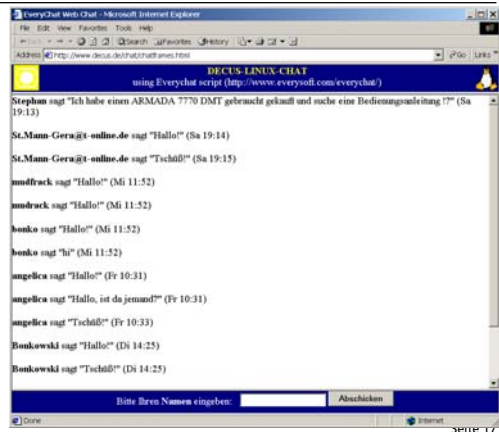 EveryChat Web Chat - Microsoft Internet Explorer
File Edit View Favorites Tools Help
Search Favorites History
Address http://www.decus.de/chat/chatframes.html Go Links »
DECUS-LINUX-CHAT
using Everychat script (http://www.everysoft.com/everychat/)
Stephan sagt "Ich habe einen ARMADA 7770 DMT gebraucht gekauft und suche eine Bedienungsanleitung !?" (Sa
19:13)
St.Mann-Gera@t-online.de sagt "Hallo!" (Sa 19:14)
St.Mann-Gera@t-online.de sagt "Tschüß!" (Sa 19:15)
mudfrack sagt "Hallo!" (Mi 11:52)
mudrack sagt "Hallo!" (Mi 11:52)
bonko sagt "Hallo!" (Mi 11:52)
bonko sagt "hi" (Mi 11:52)
angelica sagt "Hallo!" (Fr 10:31)
angelica sagt "Hallo, ist da jemand?" (Fr 10:31)
angelica sagt "Tschüß!" (Fr 10:33)
Bonkowski sagt "Hallo!" (Di 14:25)
Bonkowski sagt "Tschüß!" (Di 14:25)
Bitte Ihren Namen eingeben: Abschicken
Done Internet
Seite 17